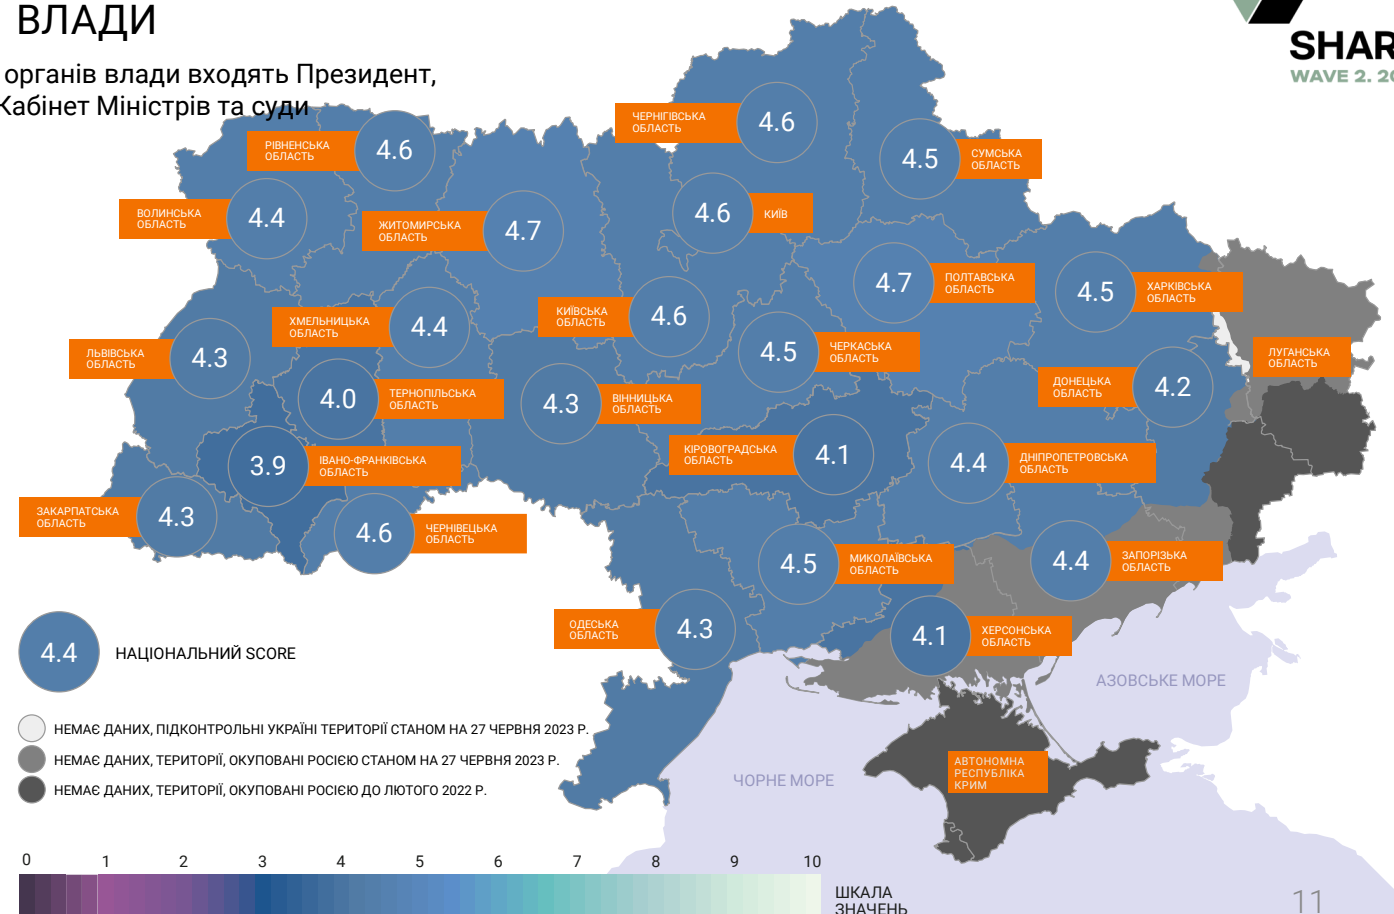 ВЛАДИ
органів влади входять Президент,
Кабінет Міністрів та суди
WAVE 2. 20
ЧЕРНІГІВСЬКА
ОБЛАСТЬ
4.6
РІВНЕНСЬКА
ОБЛАСТЬ
4.6
4.5
СУМСЬКА
ОБЛАСТЬ
ВОЛИНСЬКА
ОБЛАСТЬ
4.4
ЖИТОМИРСЬКА
ОБЛАСТЬ
4.7
4.6
КИЇВ
4.7
ПОЛТАВСЬКА
ОБЛАСТЬ
4.5
ХАРКІВСЬКА
ОБЛАСТЬ
ХМЕЛЬНИЦЬКА
ОБЛАСТЬ
4.4
КИЇВСЬКА
ОБЛАСТЬ
4.6
ЛЬВІВСЬКА
ОБЛАСТЬ
4.3
4.5
ЧЕРКАСЬКА
ОБЛАСТЬ
ЛУГАНСЬКА
ОБЛАСТЬ
4.0
ТЕРНОПІЛЬСЬКА
ОБЛАСТЬ
4.3
ВІННИЦЬКА
ОБЛАСТЬ
ДОНЕЦЬКА
ОБЛАСТЬ
4.2
3.9
ІВАНО-ФРАНКІВСЬКА
ОБЛАСТЬ
КІРОВОГРАДСЬКА
ОБЛАСТЬ
4.1
4.4
ДНІПРОПЕТРОВСЬКА
ОБЛАСТЬ
ЗАКАРПАТСЬКА
ОБЛАСТЬ
4.3
4.6
ЧЕРНІВЕЦЬКА
ОБЛАСТЬ
4.5
МИКОЛАЇВСЬКА
ОБЛАСТЬ
4.4
ЗАПОРІЗЬКА
ОБЛАСТЬ
ОДЕСЬКА
ОБЛАСТЬ
4.3
4.1
ХЕРСОНСЬКА
ОБЛАСТЬ
4.4
НАЦІОНАЛЬНИЙ SCORE
АЗОВСЬКЕ МОРЕ
НЕМАЄ ДАНИХ, ПІДКОНТРОЛЬНІ УКРАЇНІ ТЕРИТОРІЇ СТАНОМ НА 27 ЧЕРВНЯ 2023 Р.
НЕМАЄ ДАНИХ, ТЕРИТОРІЇ, ОКУПОВАНІ РОСІЄЮ СТАНОМ НА 27 ЧЕРВНЯ 2023 Р.
НЕМАЄ ДАНИХ, ТЕРИТОРІЇ, ОКУПОВАНІ РОСІЄЮ ДО ЛЮТОГО 2022 Р.
ЧОРНЕ МОРЕ
АВТОНОМНА
РЕСПУБЛІКА
КРИМ
0 1 2 3 4 5 6 7 8 9 10
ШКАЛА
ЗНАЧЕНЬ
11